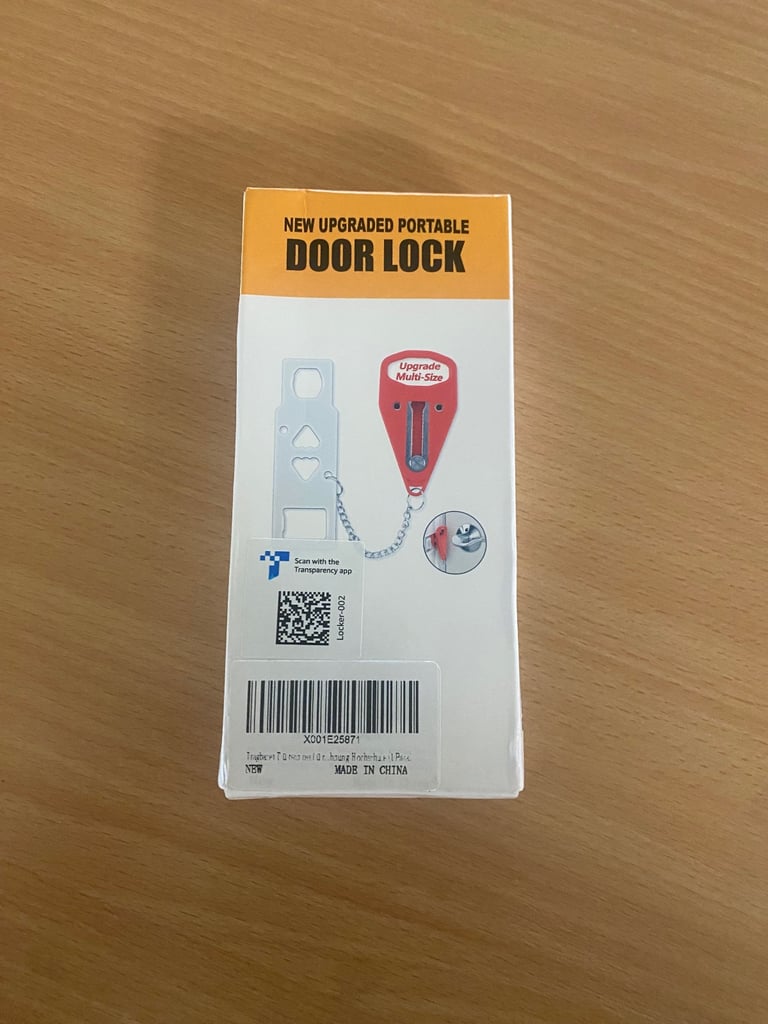 NEW UPGRADED PORTABLE
DOOR LOCK
Upgrade
Multi-Size
Scan with the
Transparency app
Locker-002
X001E25871
NEW MADE IN CHINA